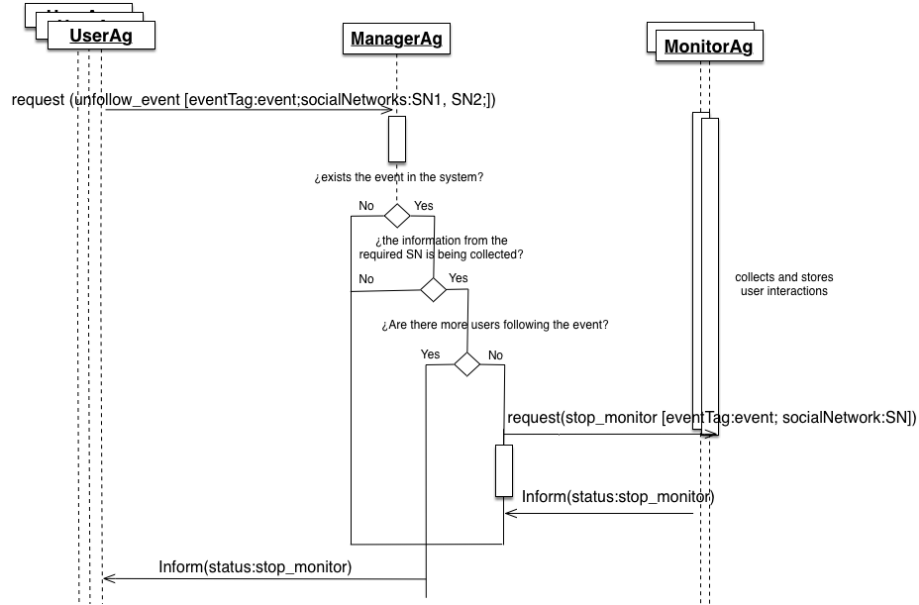 UserAg
ManagerAg
MonitorAg
request (unfollow_event [eventTag:event;socialNetworks:SN1, SN2;])
¿exists the event in the system?
No
Yes
¿the information from the
required SN is being collected?
No
Yes
collects and stores
user interactions
¿Are there more users following the event?
Yes
No
request(stop_monitor [eventTag:event; socialNetwork:SN])
Inform(status:stop_monitor)
Inform(status:stop_monitor)